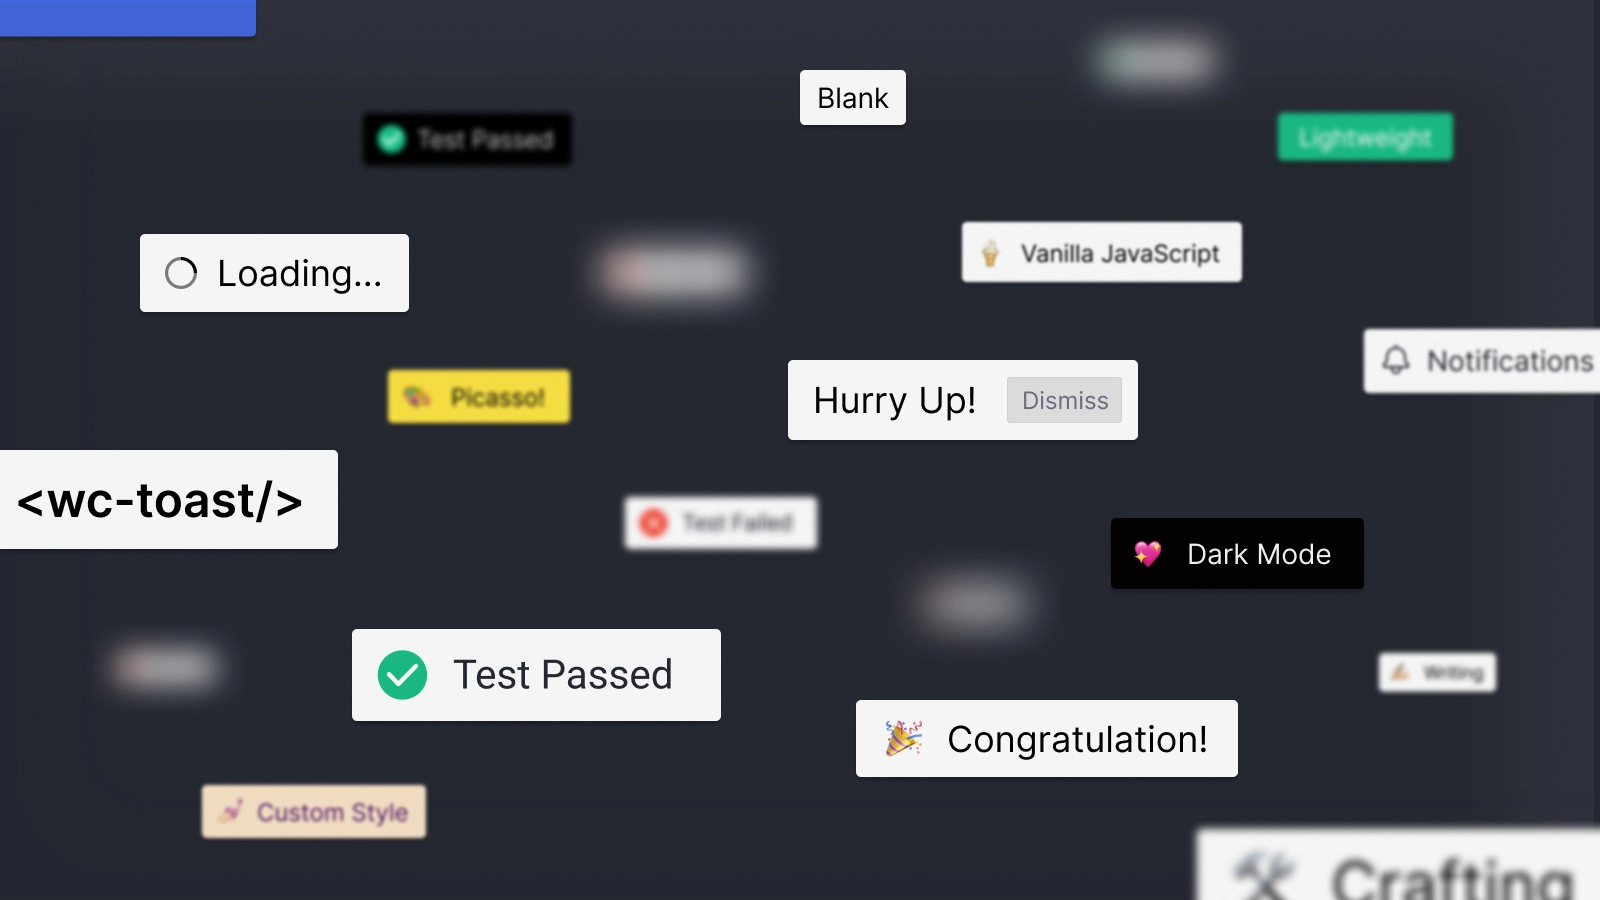 Blank
Test Passed
Lightweight
Vanilla JavaScript
Loading...
Notifications
Picasso!
Hurry Up!
Dismiss
<wc-toast/>
Test Failed
Dark Mode
Test Passed
Writing
Congratulation!
Custom Style
Crafting